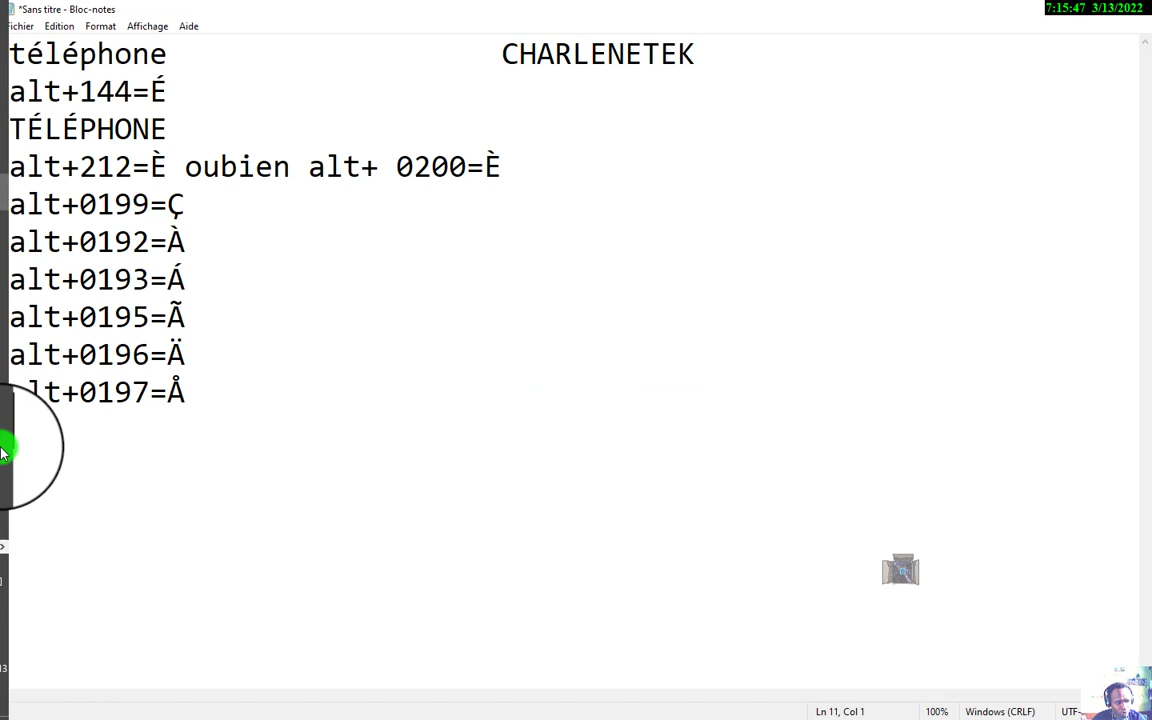 *Sans titre - Bloc-notes
7:15:47 3/13/2022
Fichier Edition Format Affichage Aide
téléphone CHARLENETEK
alt+144=É
TÉLÉPHONE
alt+212=È oubien alt+ 0200=È
alt+0199=Ç
alt+0192=À
alt+0193=Á
alt+0195=Ã
alt+0196=Ä
alt+0197=Å
Ln 11, Col 1 100% Windows (CRLF) UTF-